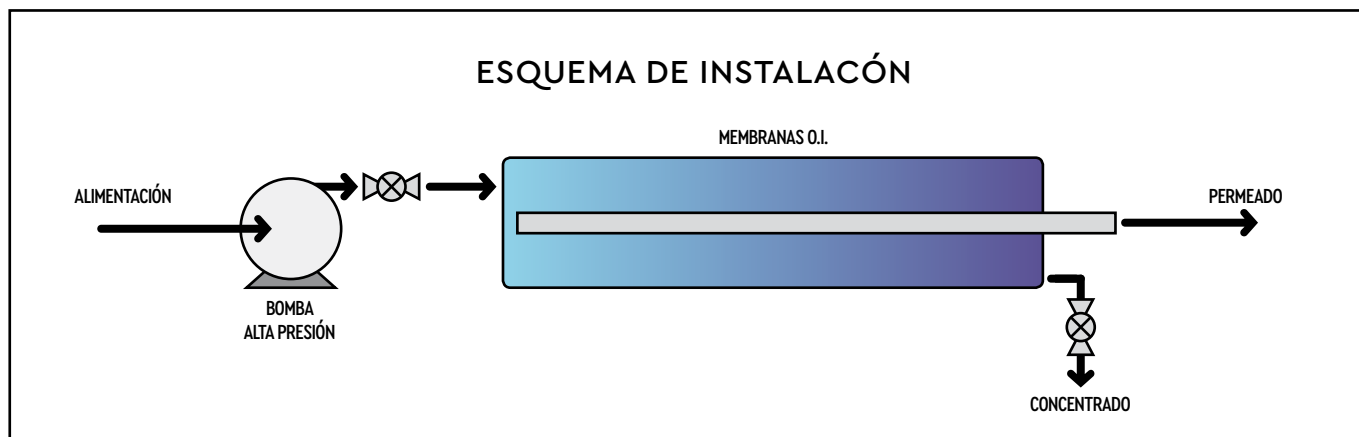 ESQUEMA DE INSTALACÓN
MEMBRANAS O.I.
ALIMENTACIÓN
PERMEADO
BOMBA
ALTA PRESIÓN
CONCENTRADO